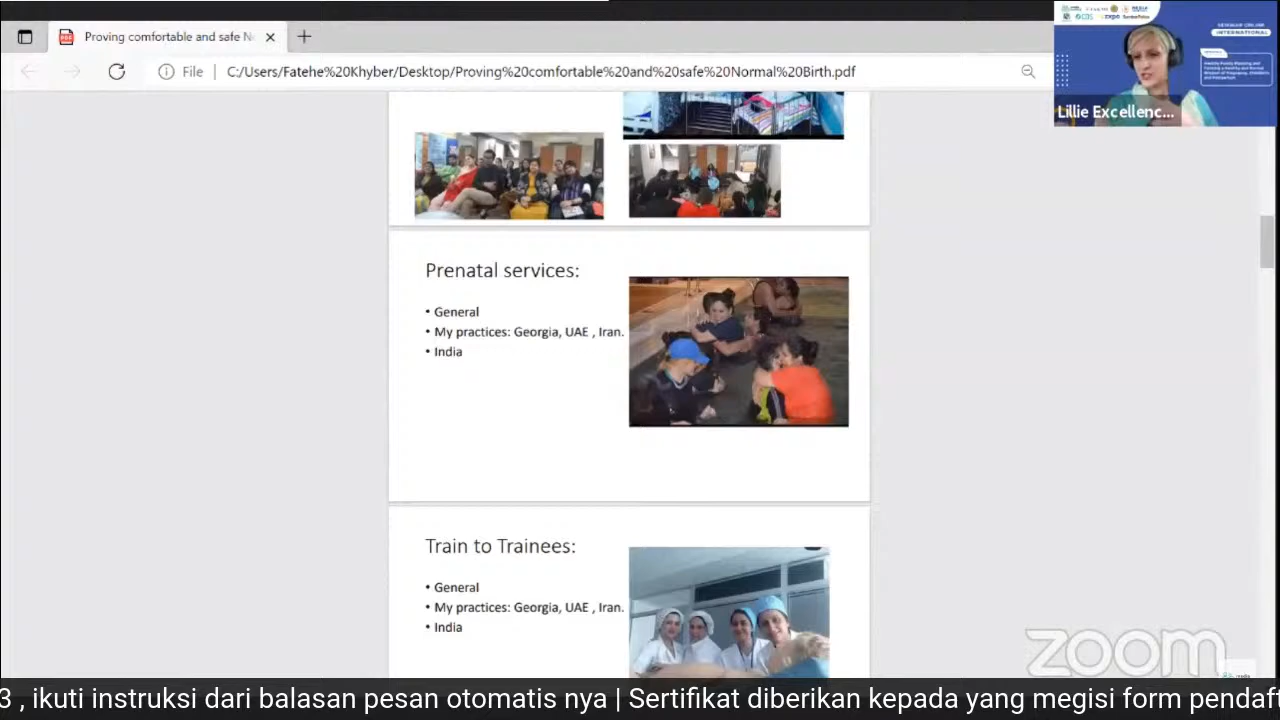 Proving comfortable and safe N
File
C:/Users/Fatehe%20rmyber/Desktop/Proving%20comfortable%20and%20safe%20Normal%20Birth.pdf
INTERNATIONAL
Lillie Excellenc...
Prenatal services:
• General
• My practices: Georgia, UAE , Iran.
• India
Train to Trainees:
• General
• My practices: Georgia, UAE , Iran.
• India
zoom
3 , ikuti instruksi dari balasan pesan otomatis nya | Sertifikat diberikan kepada yang megisi form pendaft